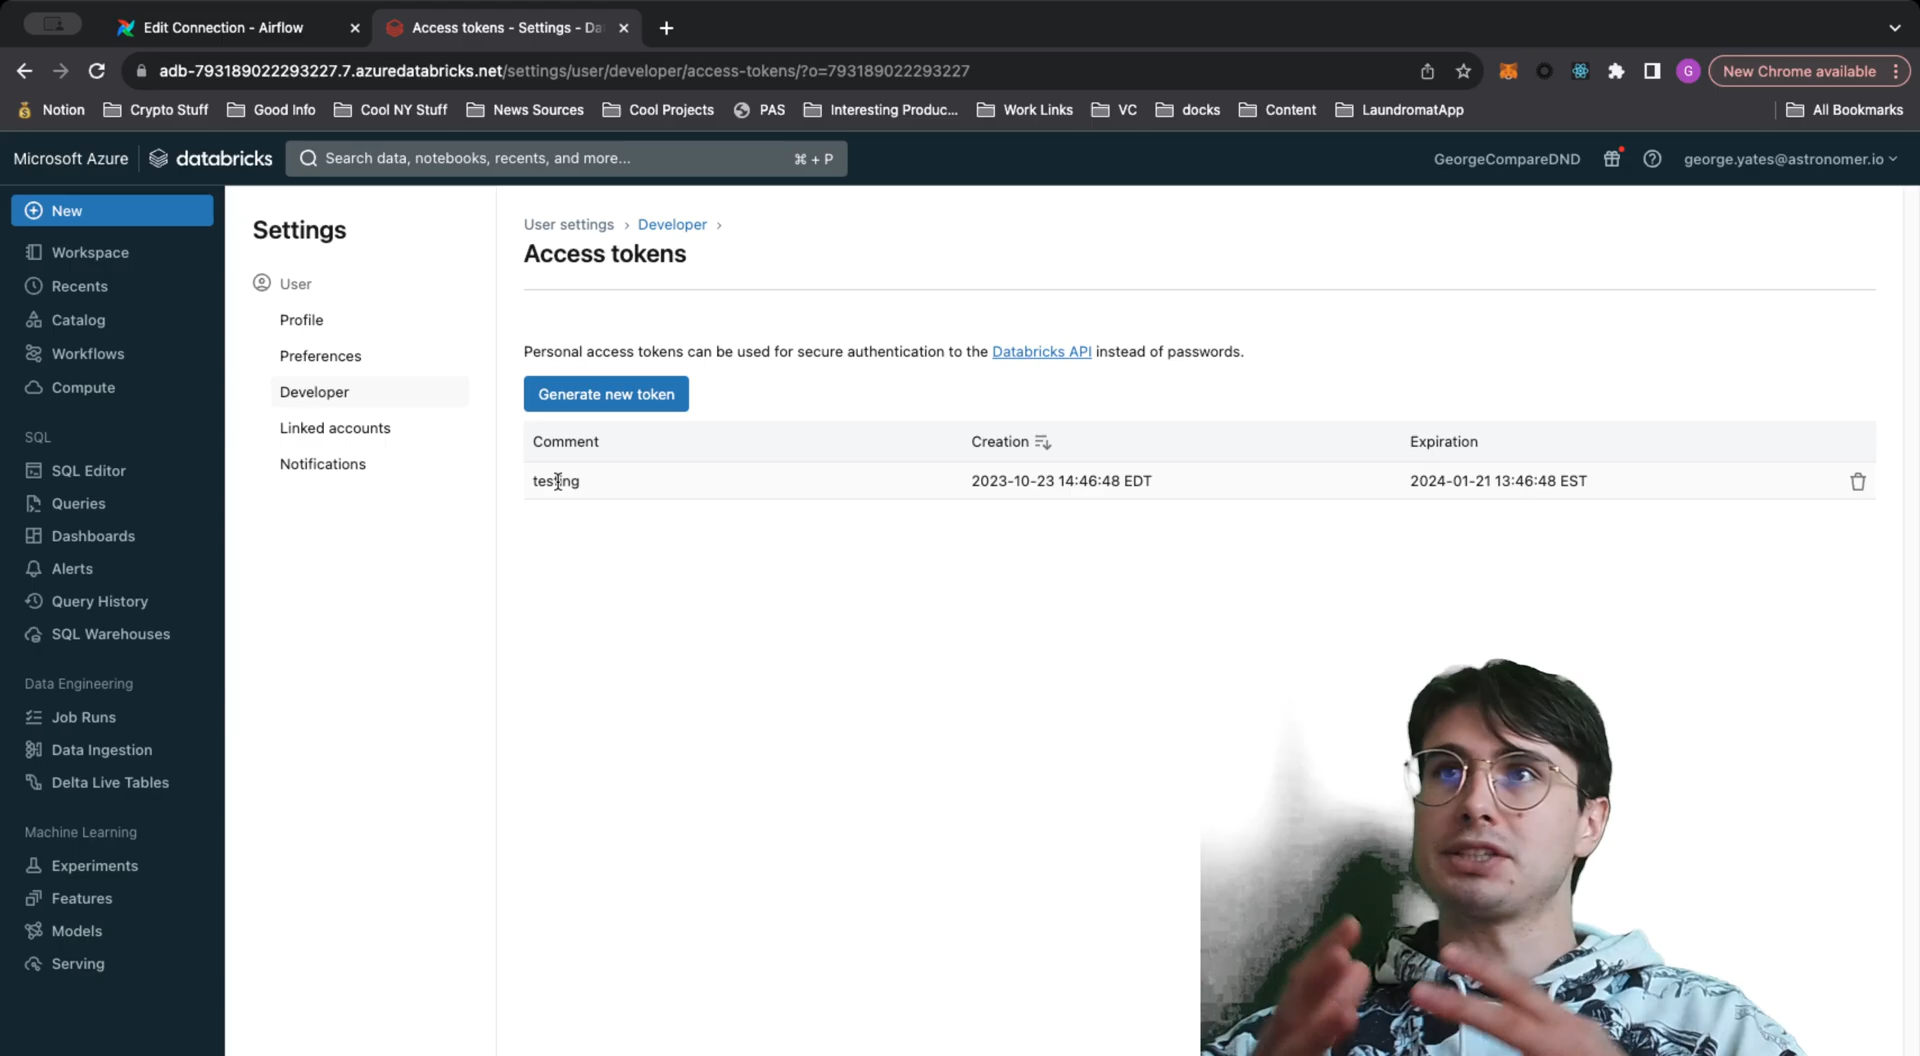 Edit Connection - Airflow
Access tokens - Settings - Da
adb-793189022293227.7.azuredatabricks.net/settings/user/developer/access-tokens/?o=793189022293227
G
New Chrome available
Notion
Crypto Stuff
Good Info
Cool NY Stuff
News Sources
Cool Projects
PAS
Interesting Produc...
Work Links
VC
docks
Content
LaundromatApp
All Bookmarks
Microsoft Azure
databricks
Search data, notebooks, recents, and more...
⌘ + P
GeorgeCompareDND
george.yates@astronomer.io
New
Workspace
Recents
Catalog
Workflows
Compute
SQL
SQL Editor
Queries
Dashboards
Alerts
Query History
SQL Warehouses
Data Engineering
Job Runs
Data Ingestion
Delta Live Tables
Machine Learning
Experiments
Features
Models
Serving
Settings
User
Profile
Preferences
Developer
Linked accounts
Notifications
User settings › Developer ›
Access tokens
Personal access tokens can be used for secure authentication to the Databricks API instead of passwords.
Generate new token
Comment Creation Expiration
testing 2023-10-23 14:46:48 EDT 2024-01-21 13:46:48 EST